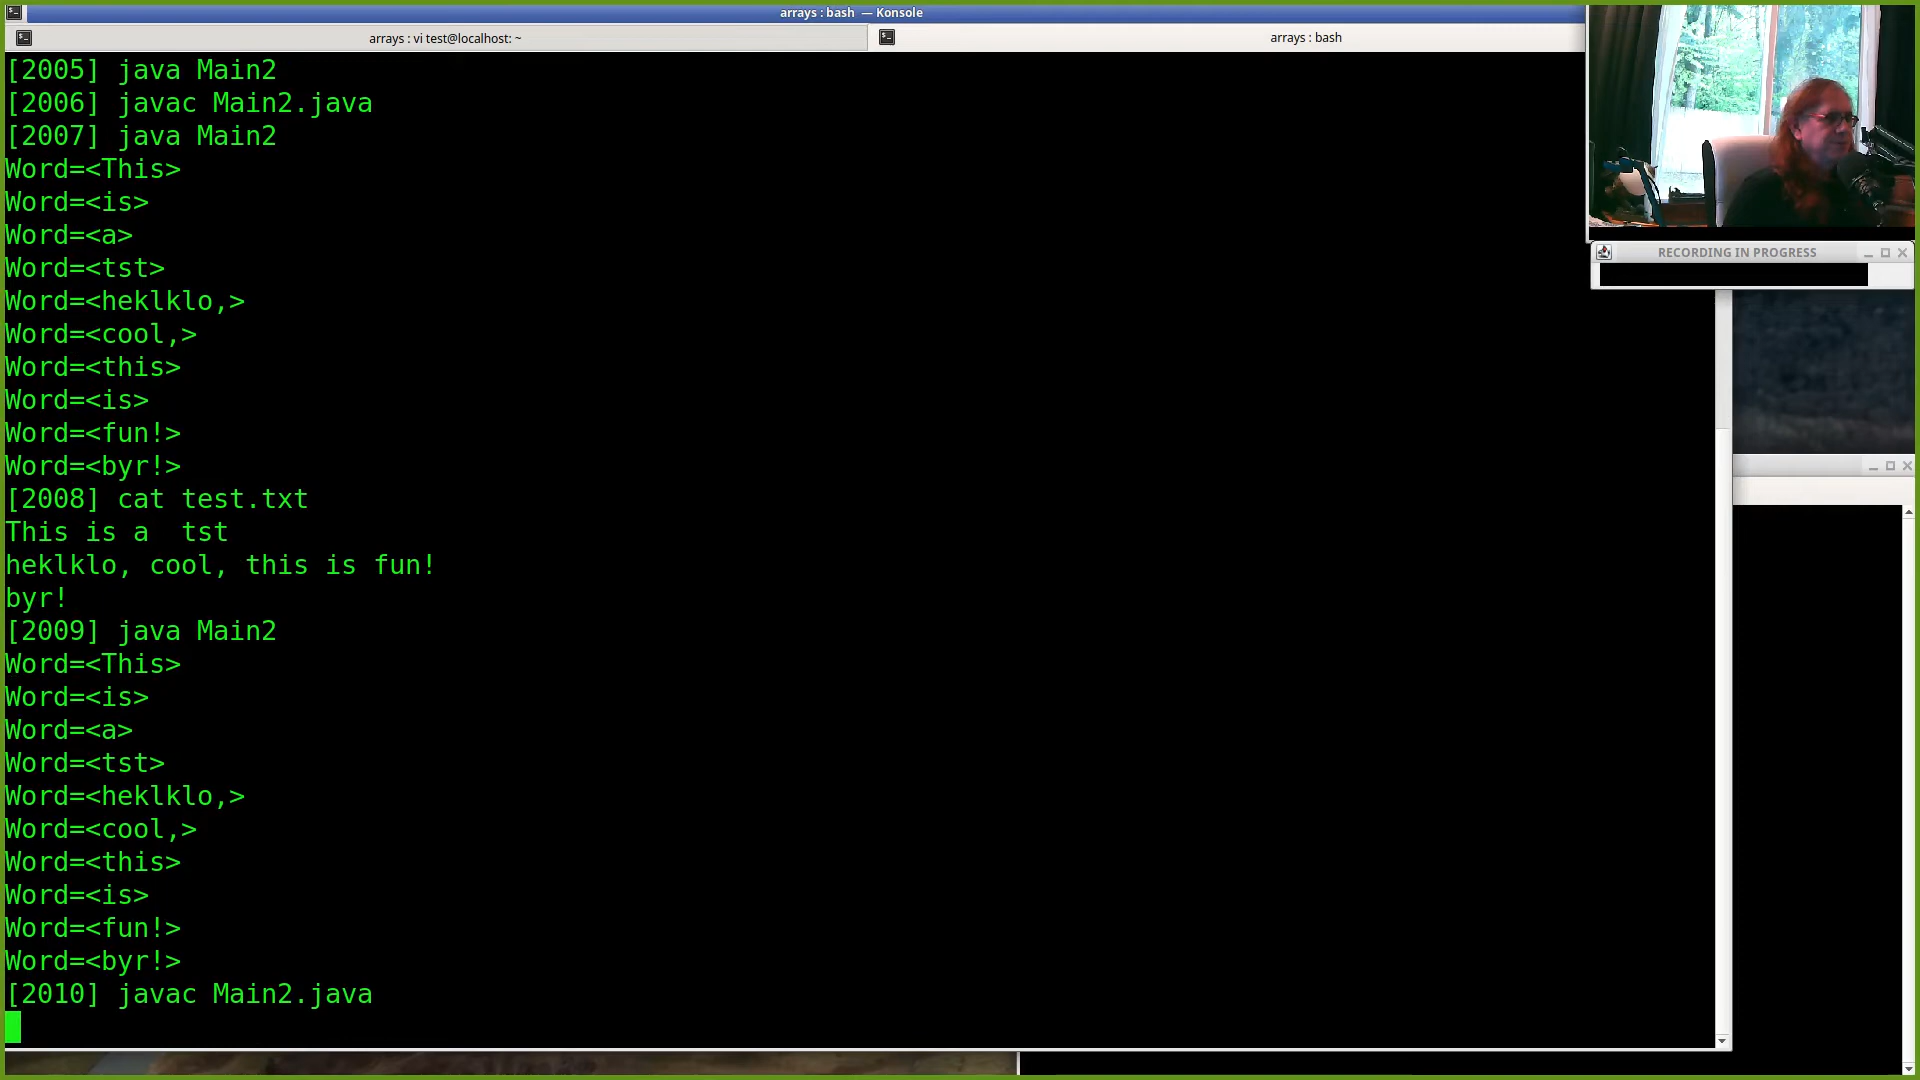 arrays : bash — Konsole
arrays : vi test@localhost: ~
arrays : bash
[2005] java Main2
[2006] javac Main2.java
[2007] java Main2
Word=<This>
Word=<is>
Word=<a>
Word=<tst>
Word=<heklklo,>
Word=<cool,>
Word=<this>
Word=<is>
Word=<fun!>
Word=<byr!>
[2008] cat test.txt
This is a  tst
heklklo, cool, this is fun!
byr!
[2009] java Main2
Word=<This>
Word=<is>
Word=<a>
Word=<tst>
Word=<heklklo,>
Word=<cool,>
Word=<this>
Word=<is>
Word=<fun!>
Word=<byr!>
[2010] javac Main2.java
RECORDING IN PROGRESS